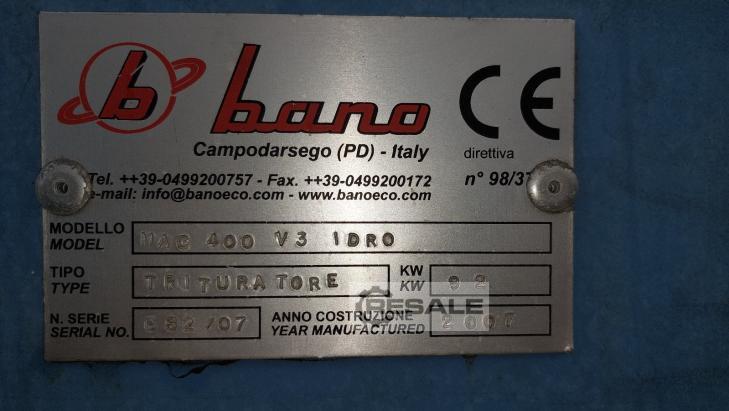 b bano CE
Campodarsego (PD) - Italy
direttiva
Tel. ++39-0499200757 - Fax. ++39-0499200172
n° 98/37
e-mail: info@banoeco.com - www.banoeco.com
MODELLO
MODEL
MAC 400 V3 IDRO
TIPO
TYPE
TRITURATORE
KW
KW
92
N. SERIE
SERIAL NO.
ANNO COSTRUZIONE
YEAR MANUFACTURED
2007
RESALE